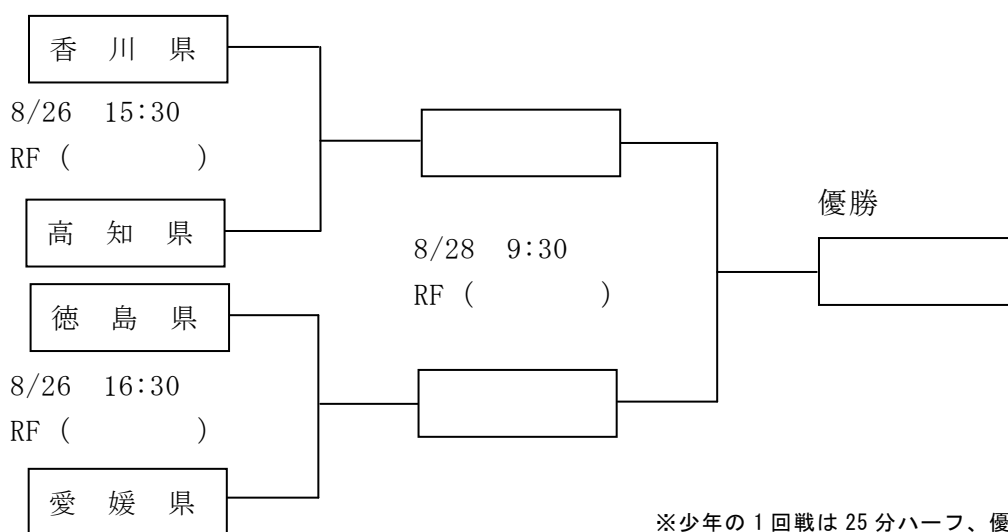 香 川 県
8/26 15:30
RF ( )
高 知 県
徳 島 県
8/26 16:30
RF ( )
愛 媛 県
8/28 9:30
RF ( )
優勝
※少年の1回戦は25分ハーフ、優